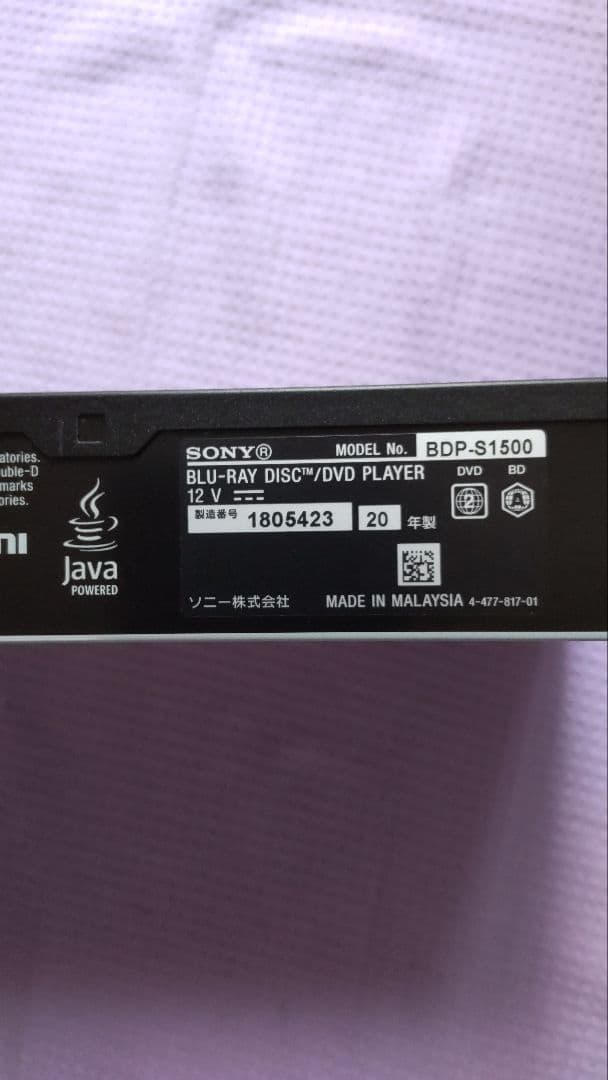 atories.
uble-D
marks
ories.
Java
POWERED
SONY® MODEL No. BDP-S1500
BLU-RAY DISC™/DVD PLAYER DVD BD
12 V
2 A
製造番号 1805423 20 年製
ソニー株式会社 MADE IN MALAYSIA 4-477-817-01